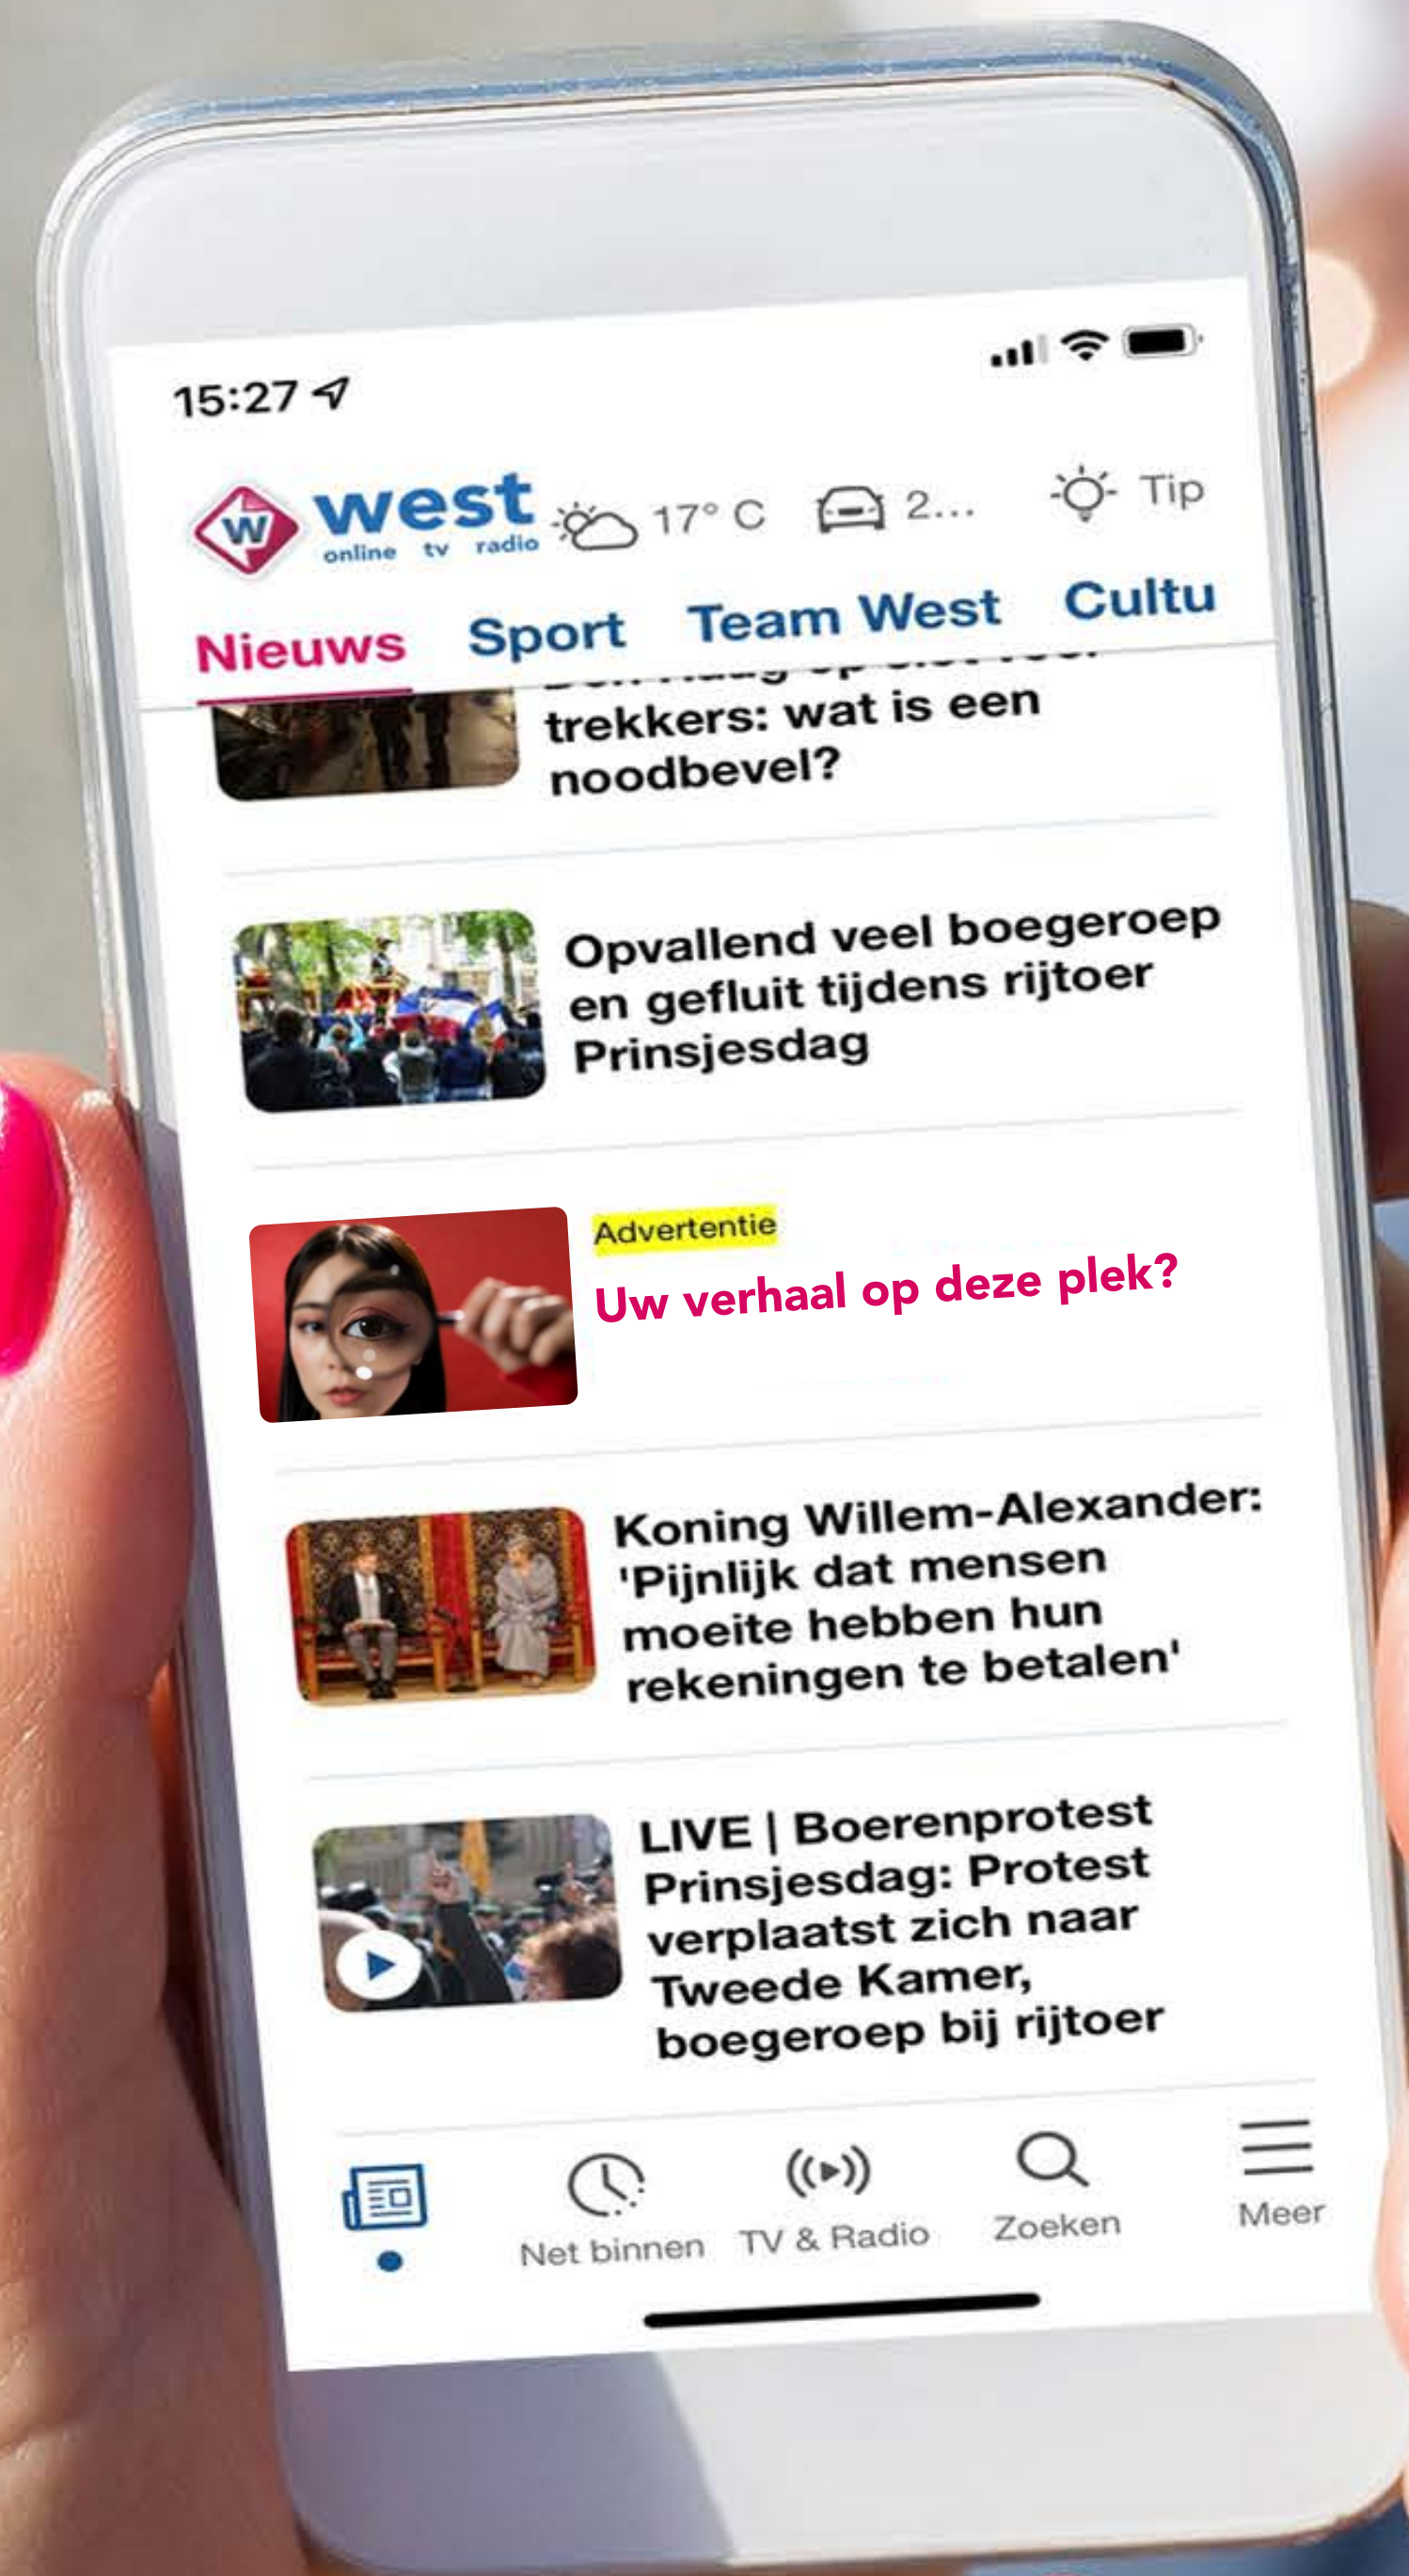 15:27
W west 17° C 2... Tip
online tv radio
Nieuws Sport Team West Cultu
trekkers: wat is een
noodbevel?
Opvallend veel boegeroep
en gefluit tijdens rijtoer
Prinsjesdag
Advertentie
Uw verhaal op deze plek?
Koning Willem-Alexander:
'Pijnlijk dat mensen
moeite hebben hun
rekeningen te betalen'
LIVE | Boerenprotest
Prinsjesdag: Protest
verplaatst zich naar
Tweede Kamer,
boegeroep bij rijtoer
Net binnen TV & Radio Zoeken Meer